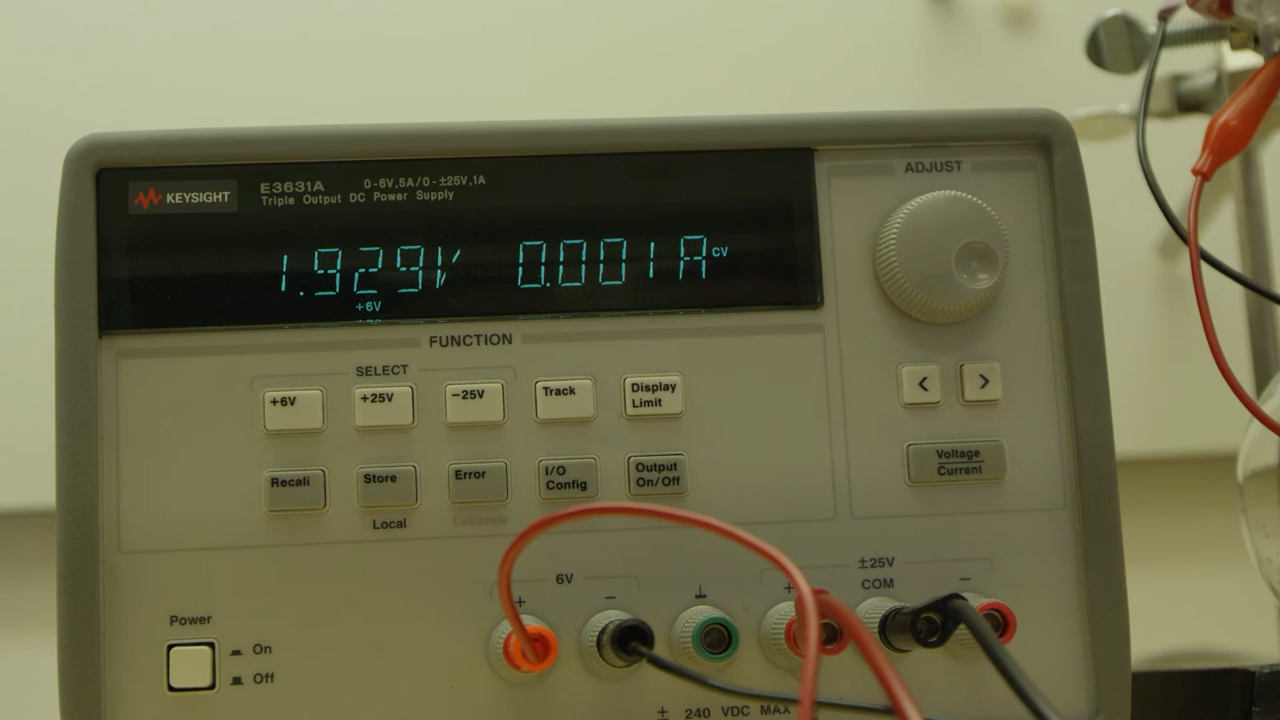 KEYSIGHT
E3631A 0-6V,5A/0-±25V,1A
Triple Output DC Power Supply
1.929V 0.001A CV
+6V
ADJUST
FUNCTION
SELECT
+6V
+25V
−25V
Track
Display
Limit
<
>
Voltage
Current
Recall
Store
Error
I/O
Config
Output
On/Off
Local
Calibrate
6V
+
−
±25V
+
COM
−
Power
On
Off
± 240 VDC MAX